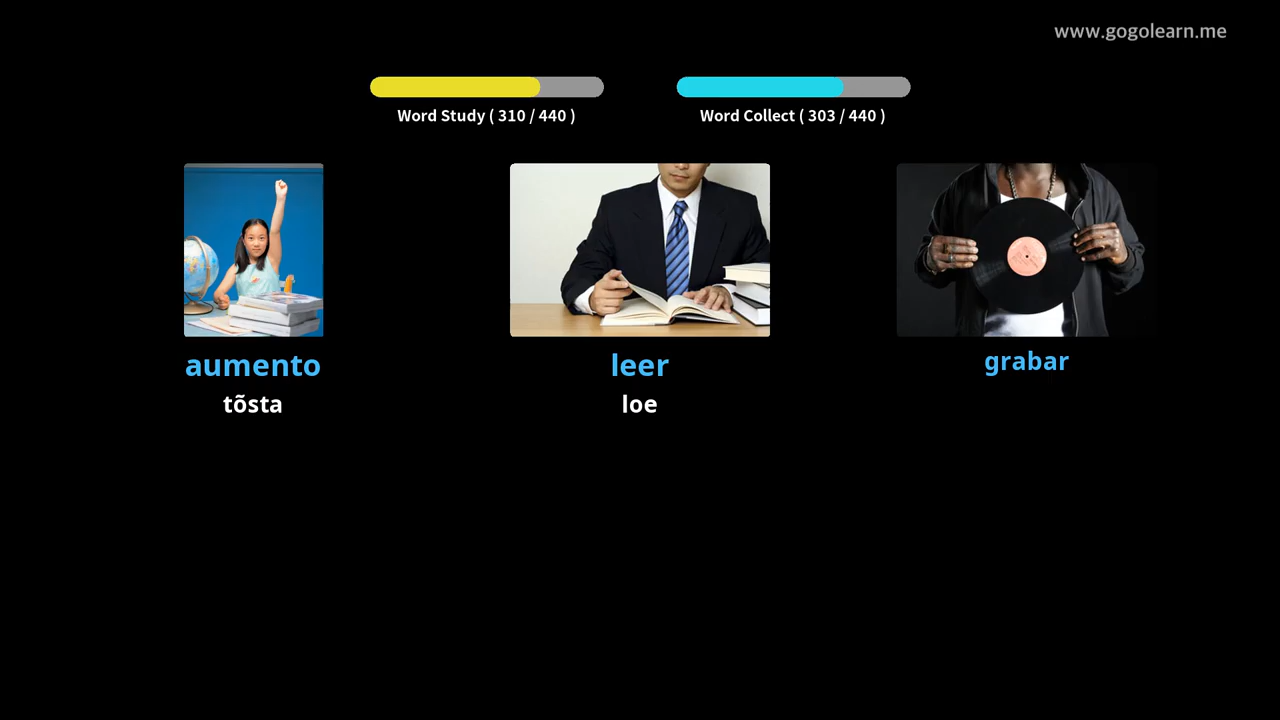 www.gogolearn.me
Word Study ( 310 / 440 )
Word Collect ( 303 / 440 )
aumento
tõsta
leer
loe
grabar